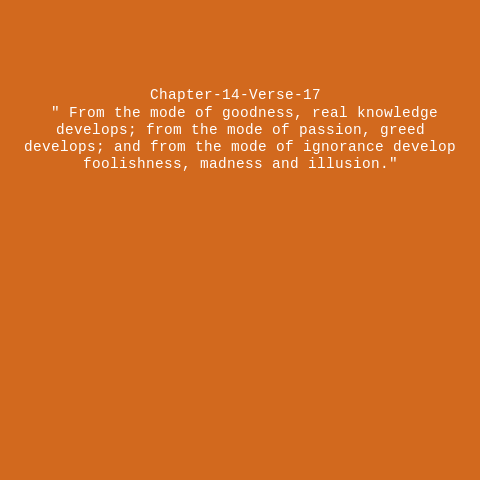 Chapter-14-Verse-17
" From the mode of goodness, real knowledge
develops; from the mode of passion, greed
develops; and from the mode of ignorance develop
foolishness, madness and illusion."